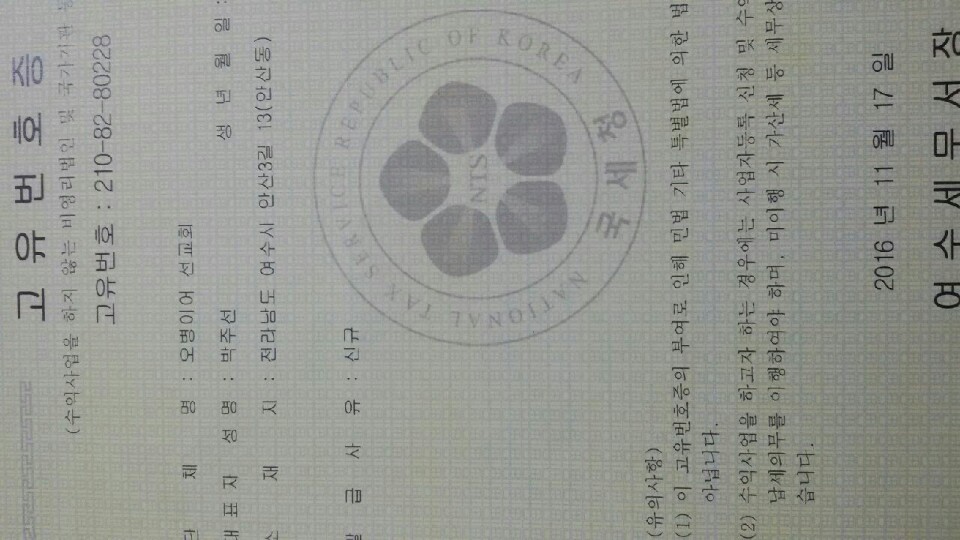 고 유 번 호 증
(수익사업을 하지 않는 비영리법인 및 국가기관
고유번호 : 210-82-80228
체 명 : 오병이어 선교회
대 표 자 성 명 : 박주선 생 년 월 일 :
소 재 지 : 전라남도 여수시 안산3길 13(안산동)
급 사 유 : 신규
NATIONAL TAX SERVICE REPUBLIC OF KOREA
NTS
국세청
(유의사항)
(1) 이 고유번호증의 부여로 인해 민법 기타 특별법에 의한 법
아닙니다.
(2) 수익사업을 하고자 하는 경우에는 사업자등록 신청 및 수익
납세의무를 이행하여야 하며, 미이행 시 가산세 등 세무상
습니다.
2016 년 11 월 17 일
여 수 세 무 서 장